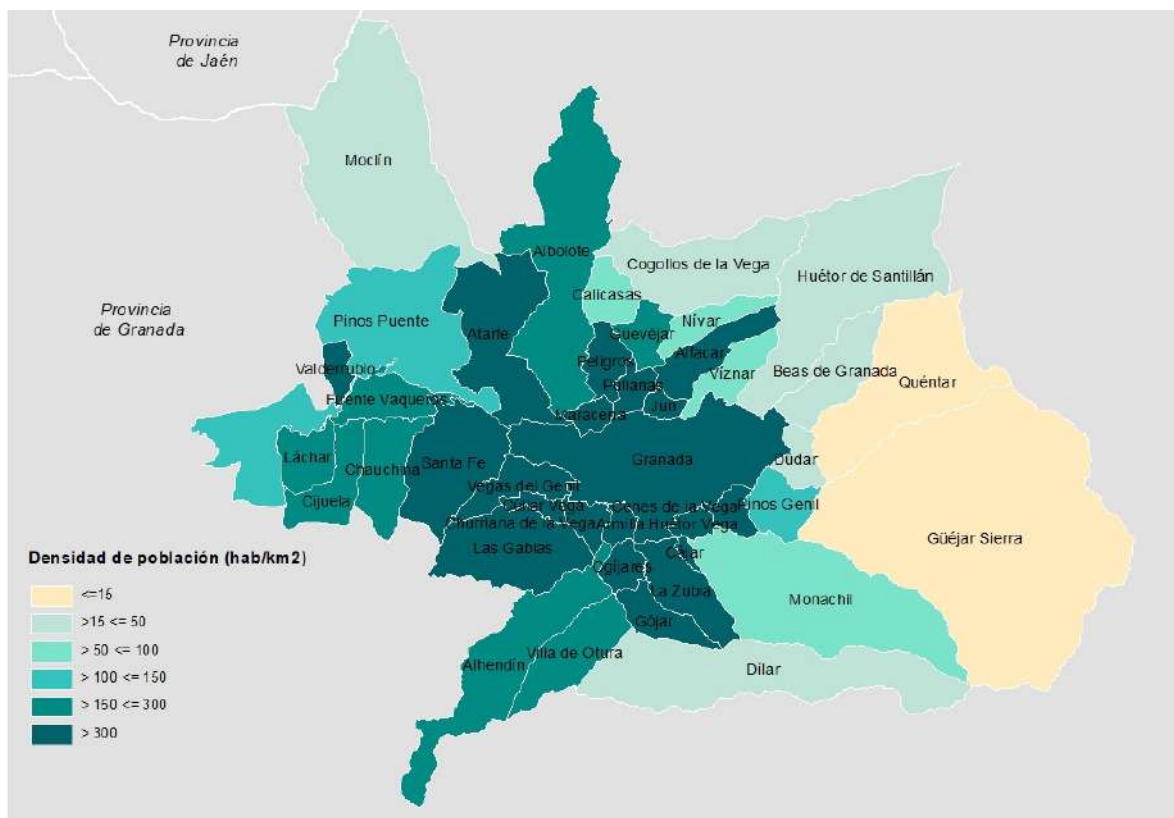 Provincia
de Jaén
Moclín
Albolote
Cogollos de la Vega
Huétor de Santillán
Calicasas
Provincia
de Granada
Pinos Puente
Atarfe
Güevéjar
Nívar
Peligros
Alfacar
Valderrubio
Víznar
Beas de Granada
Quéntar
Pulianas
Fuente Vaqueros
Maracena
Jun
Láchar
Chauchina
Santa Fe
Granada
Dúdar
Vegas del Genil
Cijuela
Cúllar Vega
Cenes de la Vega
Pinos Genil
Churriana de la Vega
Armilla
Huétor Vega
Las Gabias
Güéjar Sierra
Cájar
Ogíjares
La Zubia
Monachil
Gójar
Alhendín
Villa de Otura
Dílar
Densidad de población (hab/km2)
<=15
>15 <= 50
> 50 <= 100
> 100 <= 150
> 150 <= 300
> 300